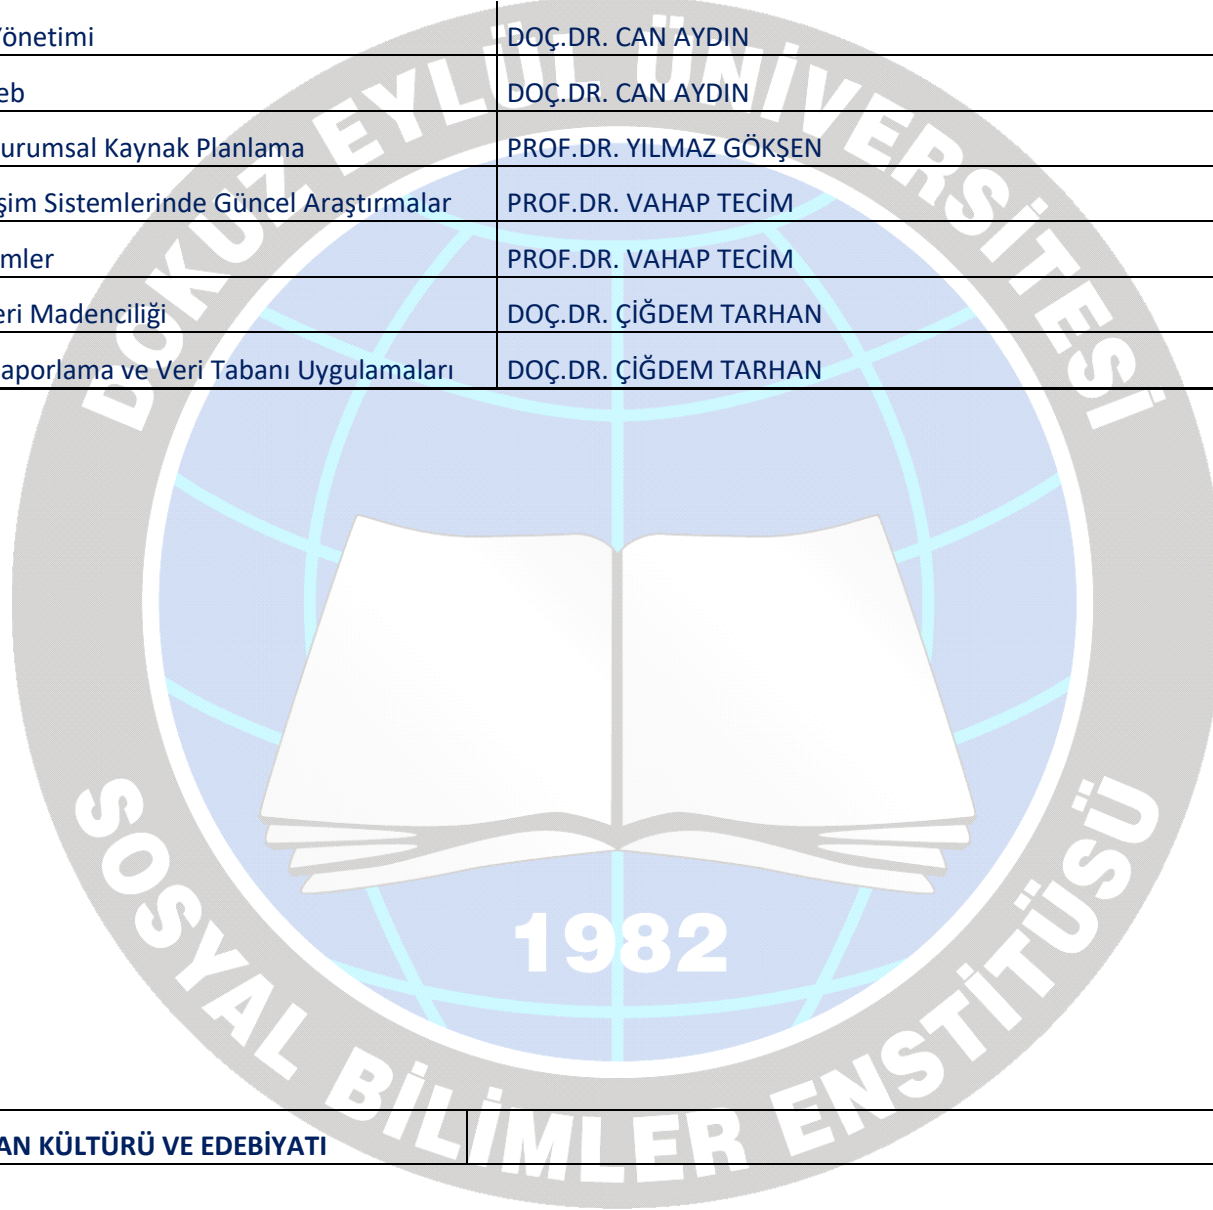 Yönetimi DOÇ.DR. CAN AYDIN
eb DOÇ.DR. CAN AYDIN
urumsal Kaynak Planlama PROF.DR. YILMAZ GÖKŞEN
şim Sistemlerinde Güncel Araştırmalar PROF.DR. VAHAP TECİM
mler PROF.DR. VAHAP TECİM
eri Madenciliği DOÇ.DR. ÇİĞDEM TARHAN
aporlama ve Veri Tabanı Uygulamaları DOÇ.DR. ÇİĞDEM TARHAN
DOKUZ EYLÜL ÜNİVERSİTESİ
1982
SOSYAL BİLİMLER ENSTİTÜSÜ
AN KÜLTÜRÜ VE EDEBİYATI